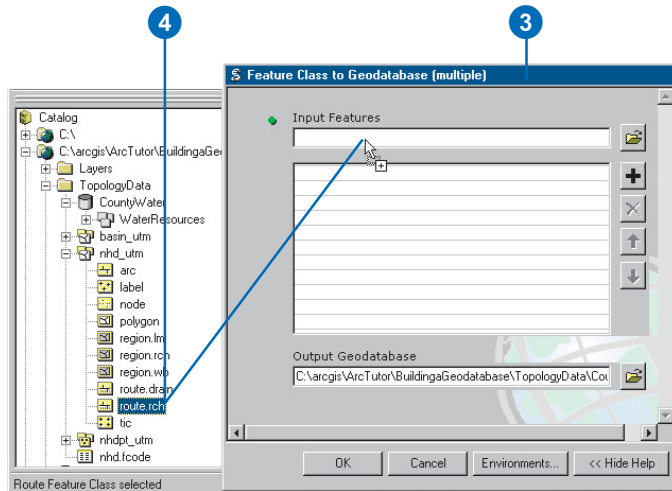 4
3
Feature Class to Geodatabase (multiple)
Catalog
C:\
C:\arcgis\ArcTutor\BuildingaGe
Layers
TopologyData
CountyWater
WaterResources
basin_utm
nhd_utm
arc
label
node
polygon
region.lm
region.rch
region.wb
route.drain
route.rch
tic
nhdpt_utm
nhd.fcode
Route Feature Class selected
Input Features
Output Geodatabase
C:\arcgis\ArcTutor\BuildingaGeodatabase\TopologyData\Cou
OK
Cancel
Environments...
<< Hide Help